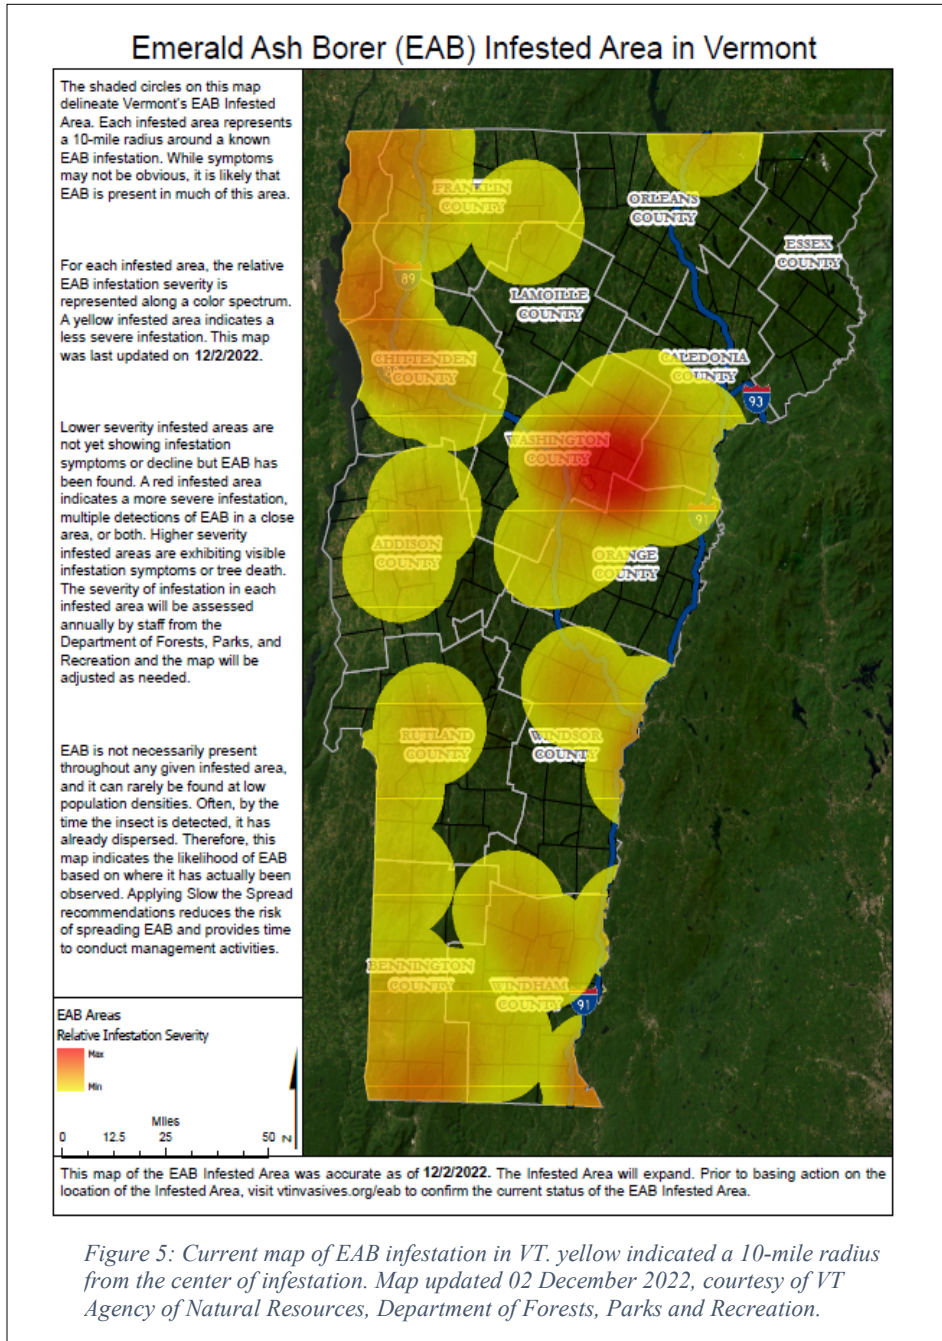 Emerald Ash Borer (EAB) Infested Area in Vermont
The shaded circles on this map
delineate Vermont's EAB Infested
Area. Each infested area represents
a 10-mile radius around a known
EAB infestation. While symptoms
may not be obvious, it is likely that
EAB is present in much of this area.
For each infested area, the relative
EAB infestation severity is
represented along a color spectrum.
A yellow infested area indicates a
less severe infestation. This map
was last updated on 12/2/2022.
Lower severity infested areas are
not yet showing infestation
symptoms or decline but EAB has
been found. A red infested area
indicates a more severe infestation,
multiple detections of EAB in a close
area, or both. Higher severity
infested areas are exhibiting visible
infestation symptoms or tree death.
The severity of infestation in each
infested area will be assessed
annually by staff from the
Department of Forests, Parks, and
Recreation and the map will be
adjusted as needed.
EAB is not necessarily present
throughout any given infested area,
and it can rarely be found at low
population densities. Often, by the
time the insect is detected, it has
already dispersed. Therefore, this
map indicates the likelihood of EAB
based on where it has actually been
observed. Applying Slow the Spread
recommendations reduces the risk
of spreading EAB and provides time
to conduct management activities.
EAB Areas
Relative Infestation Severity
Max
Min
Miles
0 12.5 25 50 N
FRANKLIN
COUNTY
ORLEANS
COUNTY
ESSEX
COUNTY
89
LAMOILLE
COUNTY
CHITTENDEN
COUNTY
CALEDONIA
COUNTY
93
WASHINGTON
COUNTY
91
ADDISON
COUNTY
ORANGE
COUNTY
RUTLAND
COUNTY
WINDSOR
COUNTY
BENNINGTON
COUNTY
WINDHAM
COUNTY
91
This map of the EAB Infested Area was accurate as of 12/2/2022. The Infested Area will expand. Prior to basing action on the
location of the Infested Area, visit vtinvasives.org/eab to confirm the current status of the EAB Infested Area.
Figure 5: Current map of EAB infestation in VT. yellow indicated a 10-mile radius
from the center of infestation. Map updated 02 December 2022, courtesy of VT
Agency of Natural Resources, Department of Forests, Parks and Recreation.